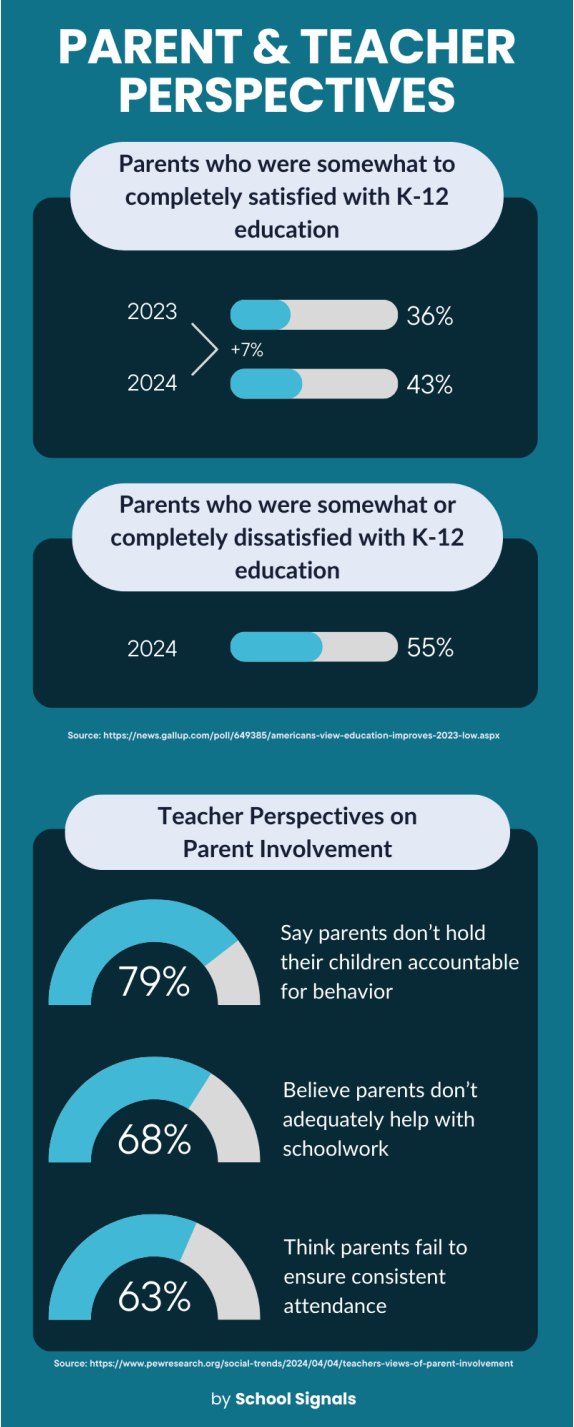 PARENT & TEACHER
PERSPECTIVES
Parents who were somewhat to
completely satisfied with K-12
education
2023
36%
+7%
2024
43%
Parents who were somewhat or
completely dissatisfied with K-12
education
2024
55%
Source: https://news.gallup.com/poll/649385/americans-view-education-improves-2023-low.aspx
Teacher Perspectives on
Parent Involvement
79%
Say parents don’t hold
their children accountable
for behavior
68%
Believe parents don’t
adequately help with
schoolwork
63%
Think parents fail to
ensure consistent
attendance
Source: https://www.pewresearch.org/social-trends/2024/04/04/teachers-views-of-parent-involvement
by School Signals